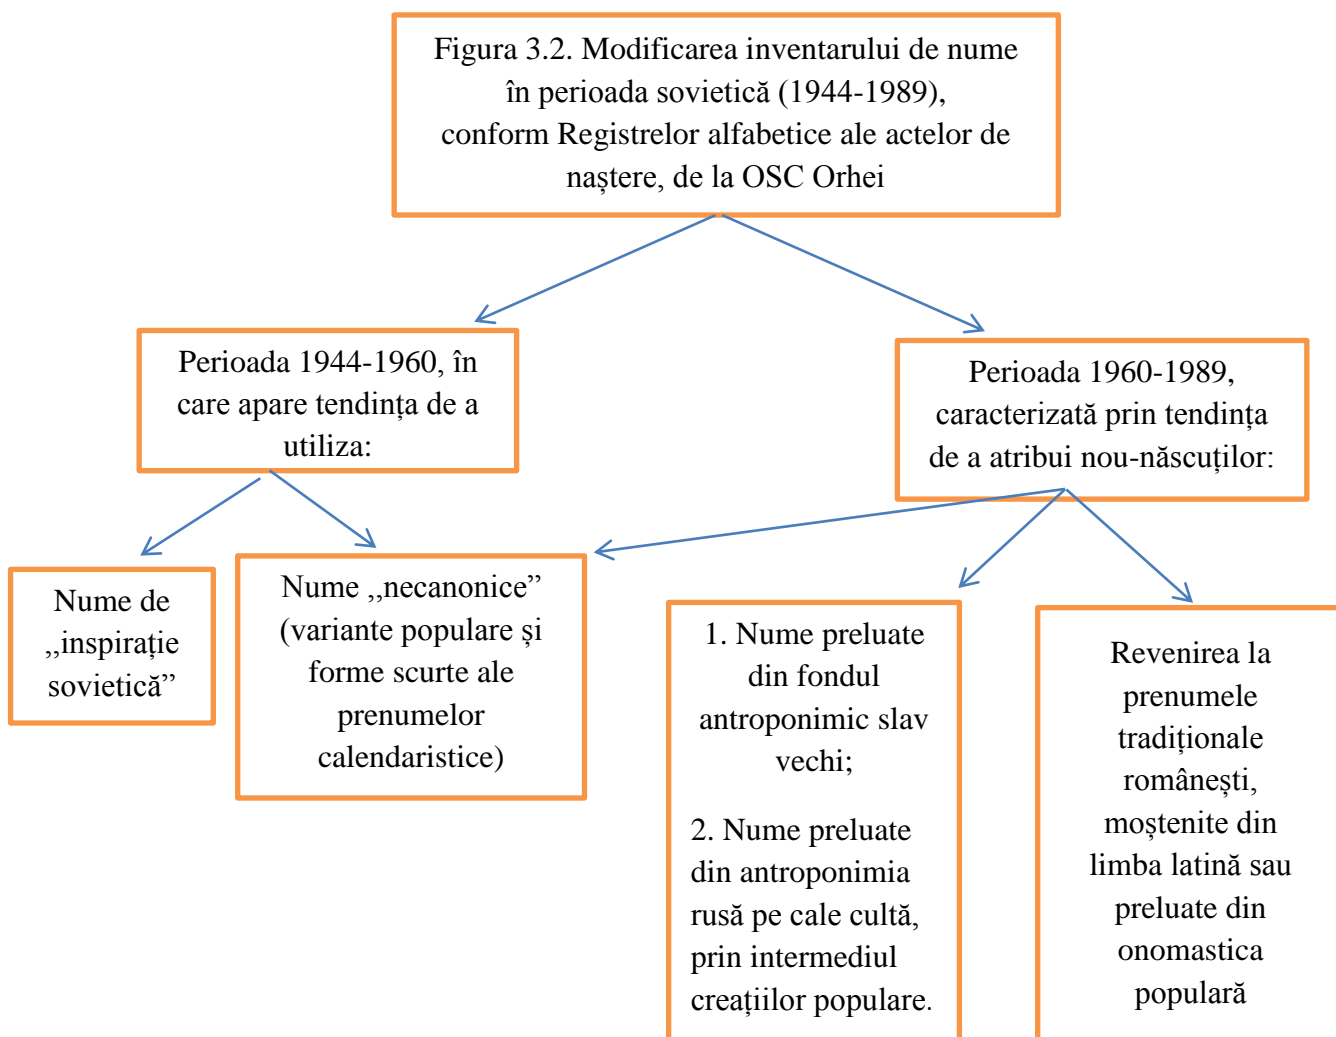 Figura 3.2. Modificarea inventarului de nume
în perioada sovietică (1944-1989),
conform Registrelor alfabetice ale actelor de
naștere, de la OSC Orhei
Perioada 1944-1960, în
care apare tendința de a
utiliza:
Perioada 1960-1989,
caracterizată prin tendința
de a atribui nou-născuților:
Nume de
,,inspirație
sovietică”
Nume ,,necanonice”
(variante populare și
forme scurte ale
prenumelor
calendaristice)
1. Nume preluate
din fondul
antroponimic slav
vechi;
2. Nume preluate
din antroponimia
rusă pe cale cultă,
prin intermediul
creațiilor populare.
Revenirea la
prenumele
tradiționale
românești,
moștenite din
limba latină sau
preluate din
onomastica
populară